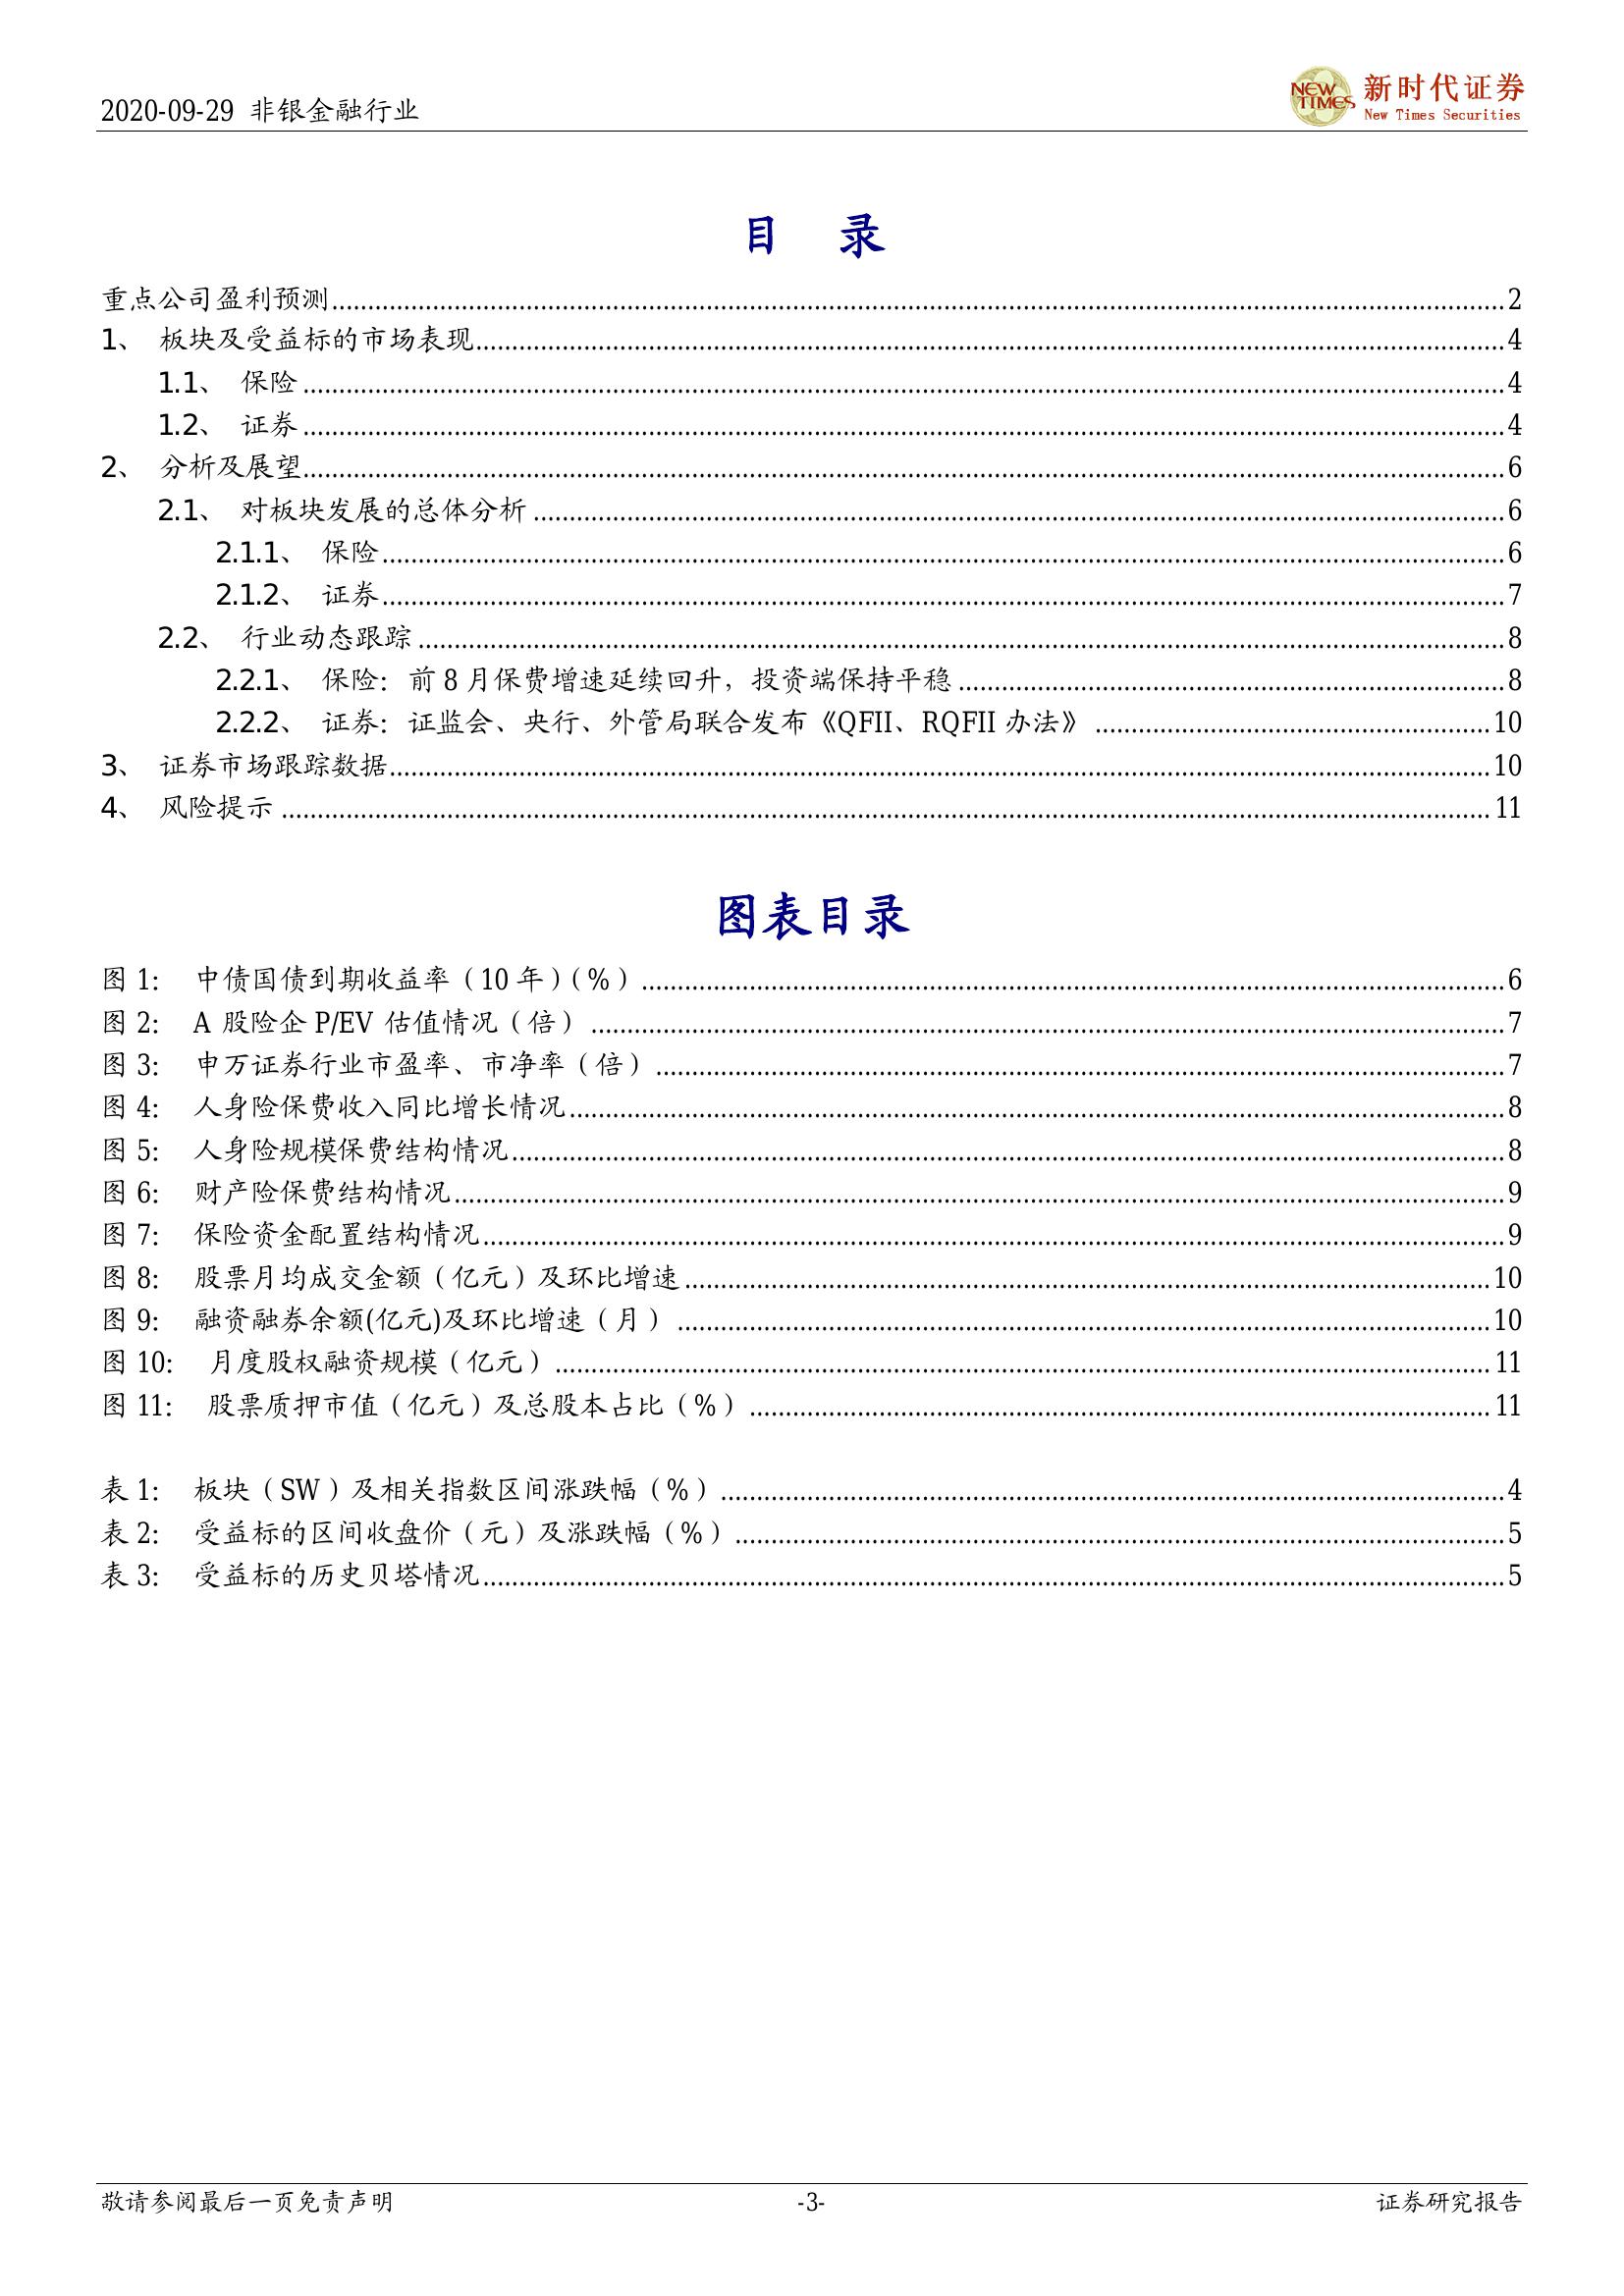 2020-09-29 非银金融行业
NEW TIMES
新时代证券
New Times Securities
目 录
重点公司盈利预测 2
1、 板块及受益标的市场表现 4
1.1、 保险 4
1.2、 证券 4
2、 分析及展望 6
2.1、 对板块发展的总体分析 6
2.1.1、 保险 6
2.1.2、 证券 7
2.2、 行业动态跟踪 8
2.2.1、 保险：前 8 月保费增速延续回升，投资端保持平稳 8
2.2.2、 证券：证监会、央行、外管局联合发布《QFII、RQFII 办法》 10
3、 证券市场跟踪数据 10
4、 风险提示 11
图表目录
图 1： 中债国债到期收益率（10 年）（%） 6
图 2： A 股险企 P/EV 估值情况（倍） 7
图 3： 申万证券行业市盈率、市净率（倍） 7
图 4： 人身险保费收入同比增长情况 8
图 5： 人身险规模保费结构情况 8
图 6： 财产险保费结构情况 9
图 7： 保险资金配置结构情况 9
图 8： 股票月均成交金额（亿元）及环比增速 10
图 9： 融资融券余额(亿元)及环比增速（月） 10
图 10： 月度股权融资规模（亿元） 11
图 11： 股票质押市值（亿元）及总股本占比（%） 11
表 1： 板块（SW）及相关指数区间涨跌幅（%） 4
表 2： 受益标的区间收盘价（元）及涨跌幅（%） 5
表 3： 受益标的历史贝塔情况 5
敬请参阅最后一页免责声明 -3- 证券研究报告